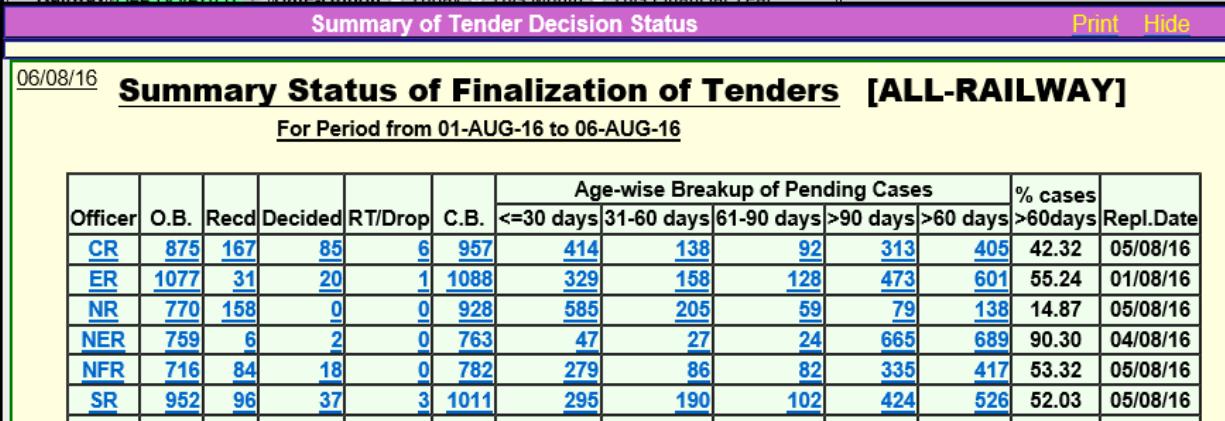 Summary of Tender Decision Status Print Hide
06/08/16 Summary Status of Finalization of Tenders [ALL-RAILWAY]
For Period from 01-AUG-16 to 06-AUG-16
Officer O.B. Recd Decided RT/Drop C.B. Age-wise Breakup of Pending Cases % cases >60days Repl.Date
<=30 days 31-60 days 61-90 days >90 days >60 days
CR 875 167 85 6 957 414 138 92 313 405 42.32 05/08/16
ER 1077 31 20 1 1088 329 158 128 473 601 55.24 01/08/16
NR 770 158 0 0 928 585 205 59 79 138 14.87 05/08/16
NER 759 6 2 0 763 47 27 24 665 689 90.30 04/08/16
NFR 716 84 18 0 782 279 86 82 335 417 53.32 05/08/16
SR 952 96 37 3 1011 295 190 102 424 526 52.03 05/08/16